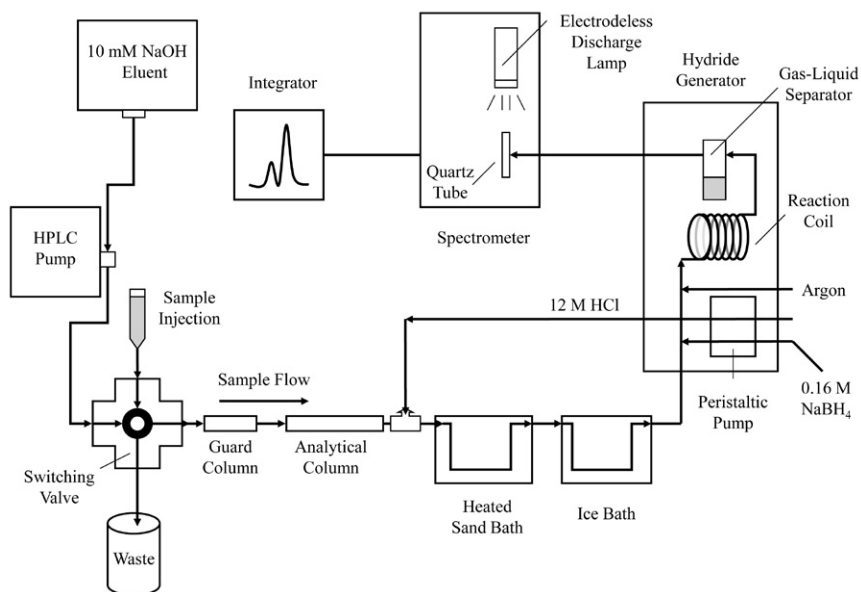 10 mM NaOH
Eluent
Electrodeless
Discharge
Lamp
Hydride
Generator
Gas-Liquid
Separator
Integrator
Quartz
Tube
Spectrometer
Reaction
Coil
HPLC
Pump
Sample
Injection
Argon
12 M HCl
Sample Flow
Peristaltic
Pump
0.16 M
NaBH4
Guard
Column
Analytical
Column
Switching
Valve
Heated
Sand Bath
Ice Bath
Waste